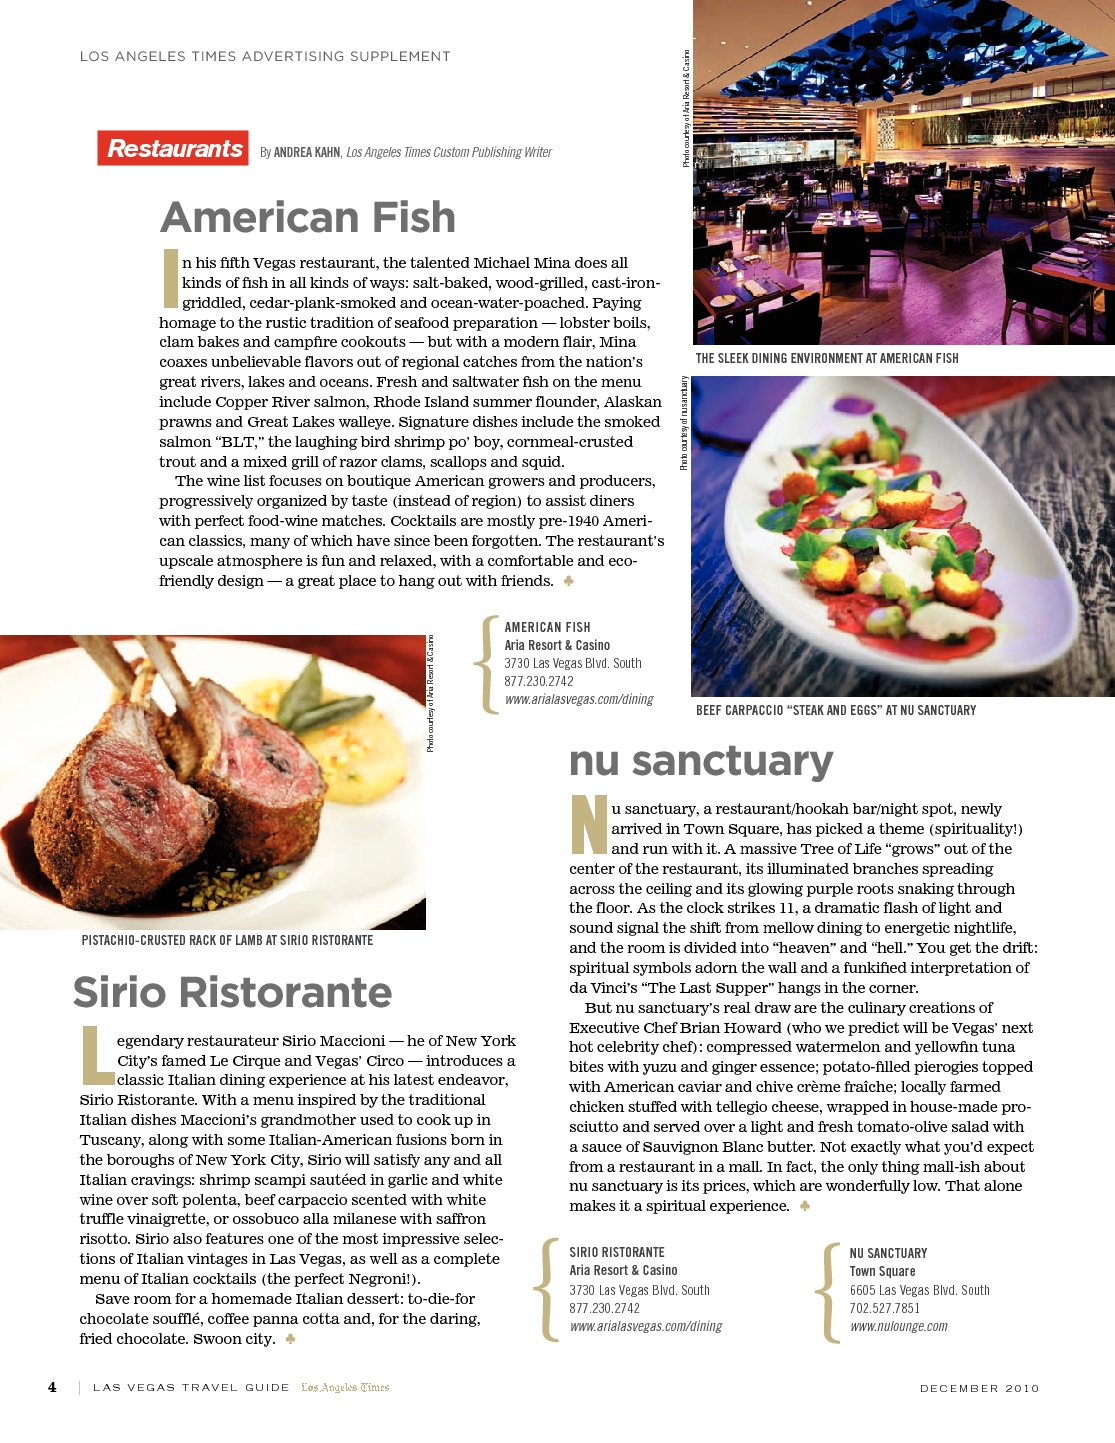 LOS ANGELES TIMES ADVERTISING SUPPLEMENT
Restaurants By ANDREA KAHN, Los Angeles Times Custom Publishing Writer
American Fish
In his fifth Vegas restaurant, the talented Michael Mina does all
kinds of fish in all kinds of ways: salt-baked, wood-grilled, cast-iron-
griddled, cedar-plank-smoked and ocean-water-poached. Paying
homage to the rustic tradition of seafood preparation — lobster boils,
clam bakes and campfire cookouts — but with a modern flair, Mina
coaxes unbelievable flavors out of regional catches from the nation's
great rivers, lakes and oceans. Fresh and saltwater fish on the menu
include Copper River salmon, Rhode Island summer flounder, Alaskan
prawns and Great Lakes walleye. Signature dishes include the smoked
salmon “BLT,” the laughing bird shrimp po' boy, cornmeal-crusted
trout and a mixed grill of razor clams, scallops and squid.
The wine list focuses on boutique American growers and producers,
progressively organized by taste (instead of region) to assist diners
with perfect food-wine matches. Cocktails are mostly pre-1940 Ameri-
can classics, many of which have since been forgotten. The restaurant's
upscale atmosphere is fun and relaxed, with a comfortable and eco-
friendly design — a great place to hang out with friends. ♣
AMERICAN FISH
Aria Resort & Casino
3730 Las Vegas Blvd. South
877.230.2742
www.arialasvegas.com/dining
Photo courtesy of Aria Resort & Casino
THE SLEEK DINING ENVIRONMENT AT AMERICAN FISH
Photo courtesy of nu sanctuary
BEEF CARPACCIO “STEAK AND EGGS” AT NU SANCTUARY
Photo courtesy of Aria Resort & Casino
PISTACHIO-CRUSTED RACK OF LAMB AT SIRIO RISTORANTE
Sirio Ristorante
Legendary restaurateur Sirio Maccioni — he of New York
City's famed Le Cirque and Vegas' Circo — introduces a
classic Italian dining experience at his latest endeavor,
Sirio Ristorante. With a menu inspired by the traditional
Italian dishes Maccioni's grandmother used to cook up in
Tuscany, along with some Italian-American fusions born in
the boroughs of New York City, Sirio will satisfy any and all
Italian cravings: shrimp scampi sautéed in garlic and white
wine over soft polenta, beef carpaccio scented with white
truffle vinaigrette, or ossobuco alla milanese with saffron
risotto. Sirio also features one of the most impressive selec-
tions of Italian vintages in Las Vegas, as well as a complete
menu of Italian cocktails (the perfect Negroni!).
Save room for a homemade Italian dessert: to-die-for
chocolate soufflé, coffee panna cotta and, for the daring,
fried chocolate. Swoon city. ♣
nu sanctuary
Nu sanctuary, a restaurant/hookah bar/night spot, newly
arrived in Town Square, has picked a theme (spirituality!)
and run with it. A massive Tree of Life “grows” out of the
center of the restaurant, its illuminated branches spreading
across the ceiling and its glowing purple roots snaking through
the floor. As the clock strikes 11, a dramatic flash of light and
sound signal the shift from mellow dining to energetic nightlife,
and the room is divided into “heaven” and “hell.” You get the drift:
spiritual symbols adorn the wall and a funkified interpretation of
da Vinci's “The Last Supper” hangs in the corner.
But nu sanctuary's real draw are the culinary creations of
Executive Chef Brian Howard (who we predict will be Vegas' next
hot celebrity chef): compressed watermelon and yellowfin tuna
bites with yuzu and ginger essence; potato-filled pierogies topped
with American caviar and chive crème fraîche; locally farmed
chicken stuffed with tellegio cheese, wrapped in house-made pro-
sciutto and served over a light and fresh tomato-olive salad with
a sauce of Sauvignon Blanc butter. Not exactly what you'd expect
from a restaurant in a mall. In fact, the only thing mall-ish about
nu sanctuary is its prices, which are wonderfully low. That alone
makes it a spiritual experience. ♣
SIRIO RISTORANTE
Aria Resort & Casino
3730 Las Vegas Blvd. South
877.230.2742
www.arialasvegas.com/dining
NU SANCTUARY
Town Square
6605 Las Vegas Blvd. South
702.527.7851
www.nulounge.com
4 LAS VEGAS TRAVEL GUIDE Los Angeles Times DECEMBER 2010